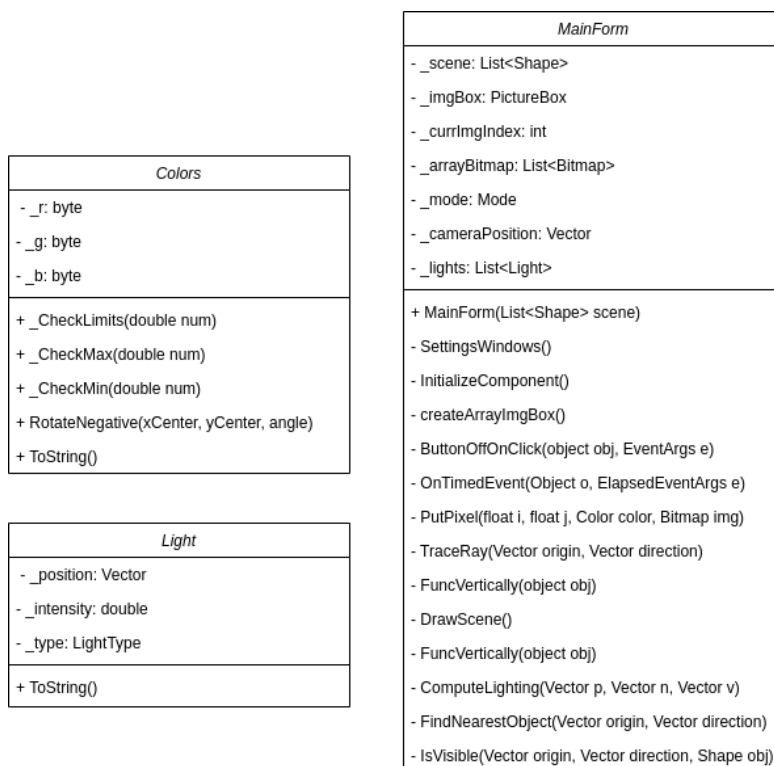 Colors
- _r: byte
- _g: byte
- _b: byte
+ _CheckLimits(double num)
+ _CheckMax(double num)
+ _CheckMin(double num)
+ RotateNegative(xCenter, yCenter, angle)
+ ToString()
Light
- _position: Vector
- _intensity: double
- _type: LightType
+ ToString()
MainForm
- _scene: List<Shape>
- _imgBox: PictureBox
- _currImgIndex: int
- _arrayBitmap: List<Bitmap>
- _mode: Mode
- _cameraPosition: Vector
- _lights: List<Light>
+ MainForm(List<Shape> scene)
- SettingsWindows()
- InitializeComponent()
- createArrayImgBox()
- ButtonOffOnClick(object obj, EventArgs e)
- OnTimedEvent(Object o, ElapsedEventArgs e)
- PutPixel(float i, float j, Color color, Bitmap img)
- TraceRay(Vector origin, Vector direction)
- FuncVertically(object obj)
- DrawScene()
- FuncVertically(object obj)
- ComputeLighting(Vector p, Vector n, Vector v)
- FindNearestObject(Vector origin, Vector direction)
- IsVisible(Vector origin, Vector direction, Shape obj)